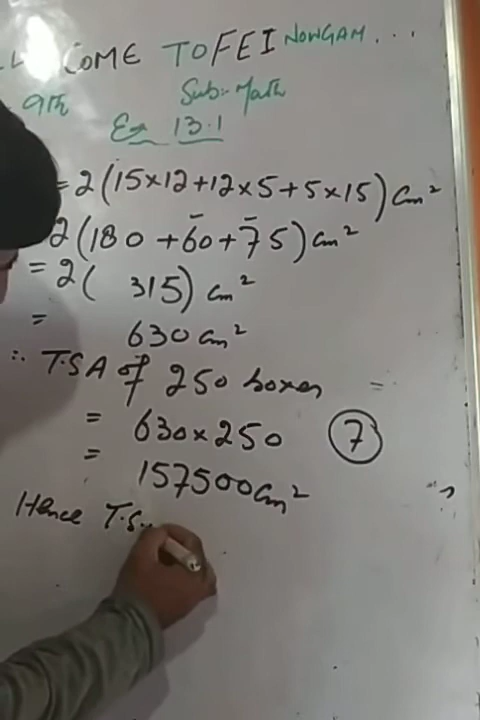 COME TO FEI NOWGAM...
9th Sub:- Math
Ex 13.1
= 2(15×12+12×5+5×15) cm²
2(180+60+75) cm²
= 2( 315) cm²
= 630 cm²
∴ T.S.A of 250 boxes =
= 630×250 7
= 157500 cm²
Hence T.S.